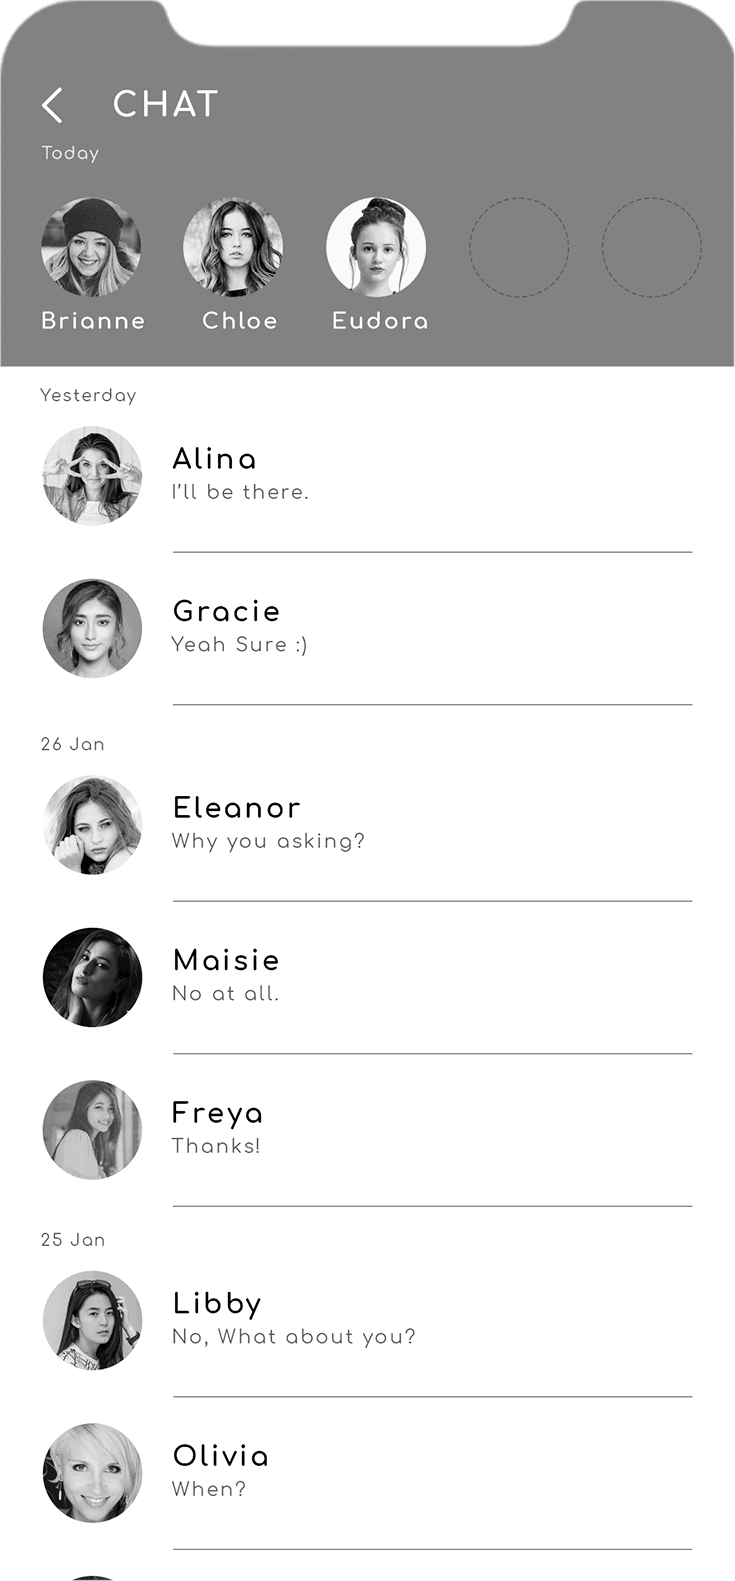 CHAT
Today
Brianne Chloe Eudora
Yesterday
Alina
I'll be there.
Gracie
Yeah Sure :)
26 Jan
Eleanor
Why you asking?
Maisie
No at all.
Freya
Thanks!
25 Jan
Libby
No, What about you?
Olivia
When?